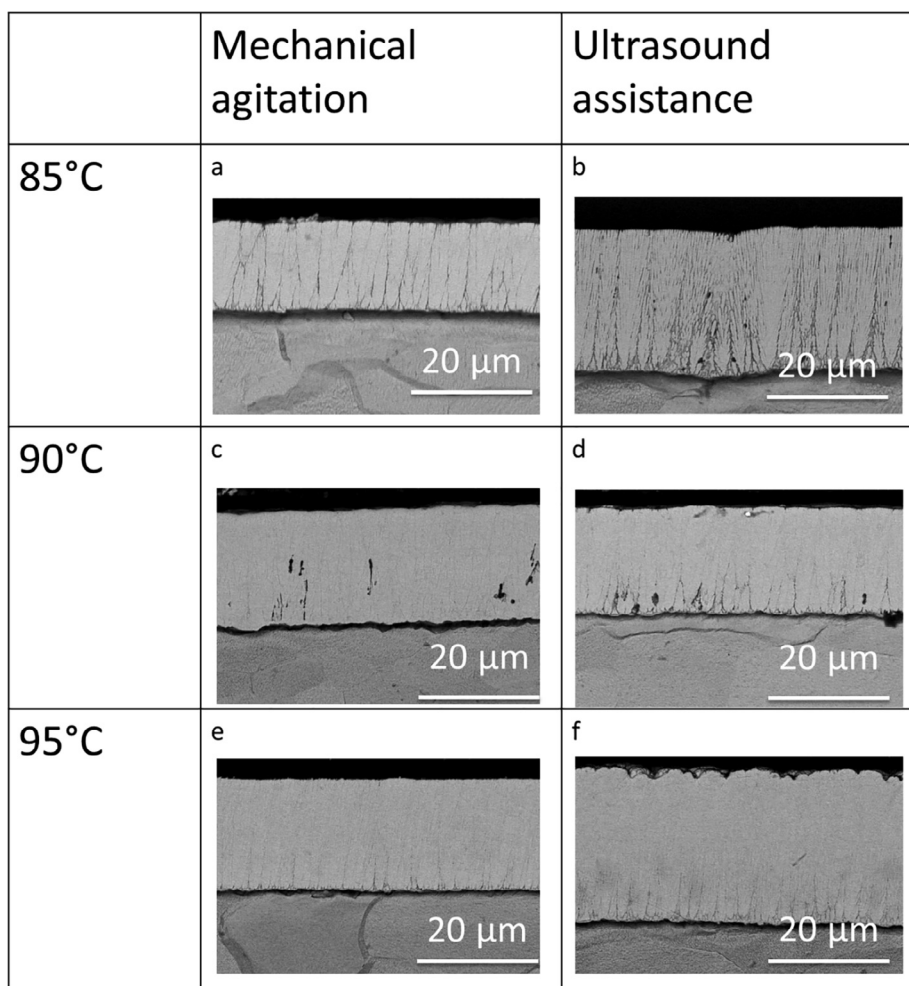 Mechanical
agitation
Ultrasound
assistance
85°C
a
20 µm
b
20 µm
90°C
c
20 µm
d
20 µm
95°C
e
20 µm
f
20 µm